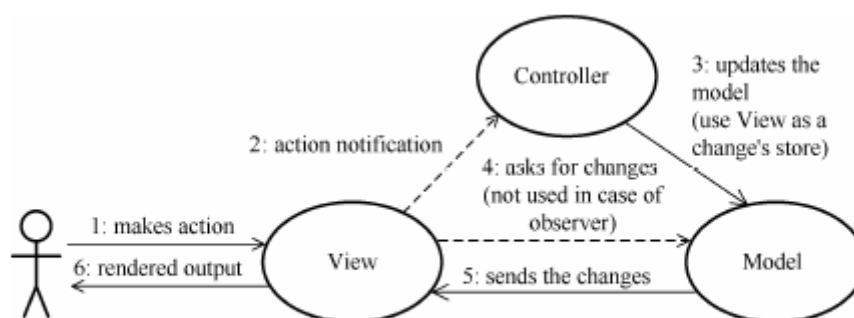 Controller
3: updates the
model
(use View as a
change's store)
2: action notification
4: asks for changes
(not used in case of
observer)
1: makes action
View
Model
6: rendered output
5: sends the changes